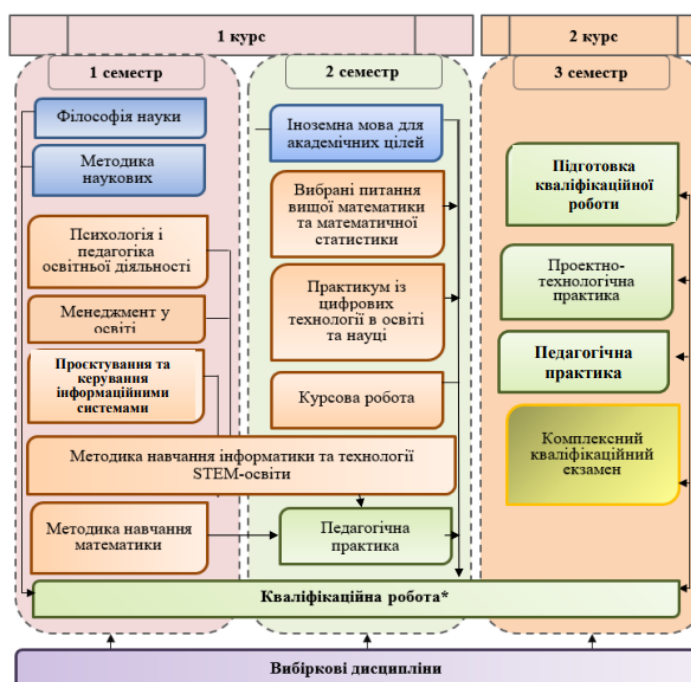 1 курс
2 курс
1 семестр
2 семестр
3 семестр
Філософія науки
Методика
наукових
Психологія і
педагогіка
освітньої діяльності
Менеджмент у
освіті
Проєктування та
керування
інформаційними
системами
Методика навчання інформатики та технології
STEM-освіти
Методика навчання
математики
Іноземна мова для
академічних цілей
Вибрані питання
вищої математики
та математичної
статистики
Практикум із
цифрових
технології в освіті
та науці
Курсова робота
Педагогічна
практика
Підготовка
кваліфікаційної
роботи
Проектно-
технологічна
практика
Педагогічна
практика
Комплексний
кваліфікаційний
екзамен
Кваліфікаційна робота*
Вибіркові дисципліни